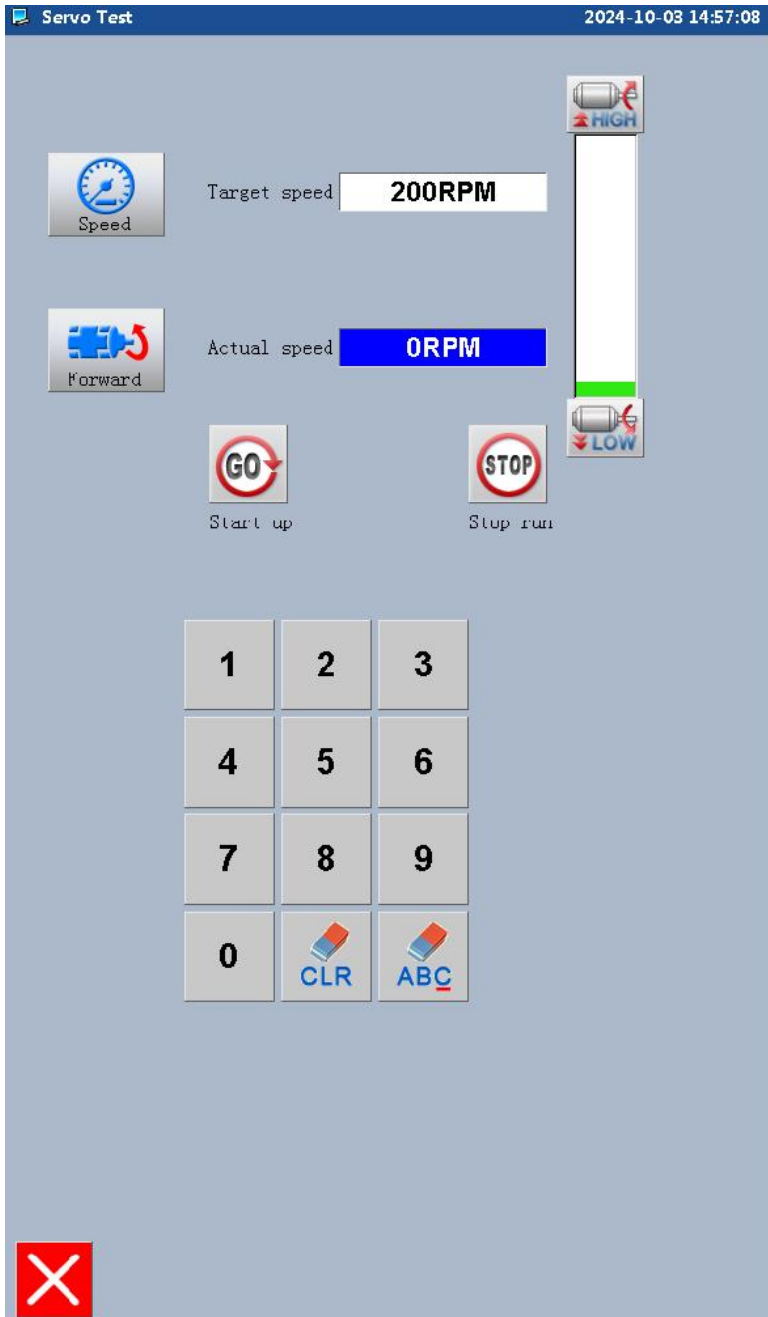 Servo Test 2024-10-03 14:57:08
HIGH
Speed
Target speed 200RPM
Forward
Actual speed 0RPM
LOW
GO
STOP
Start up
Stop run
1 2 3
4 5 6
7 8 9
0 CLR ABC